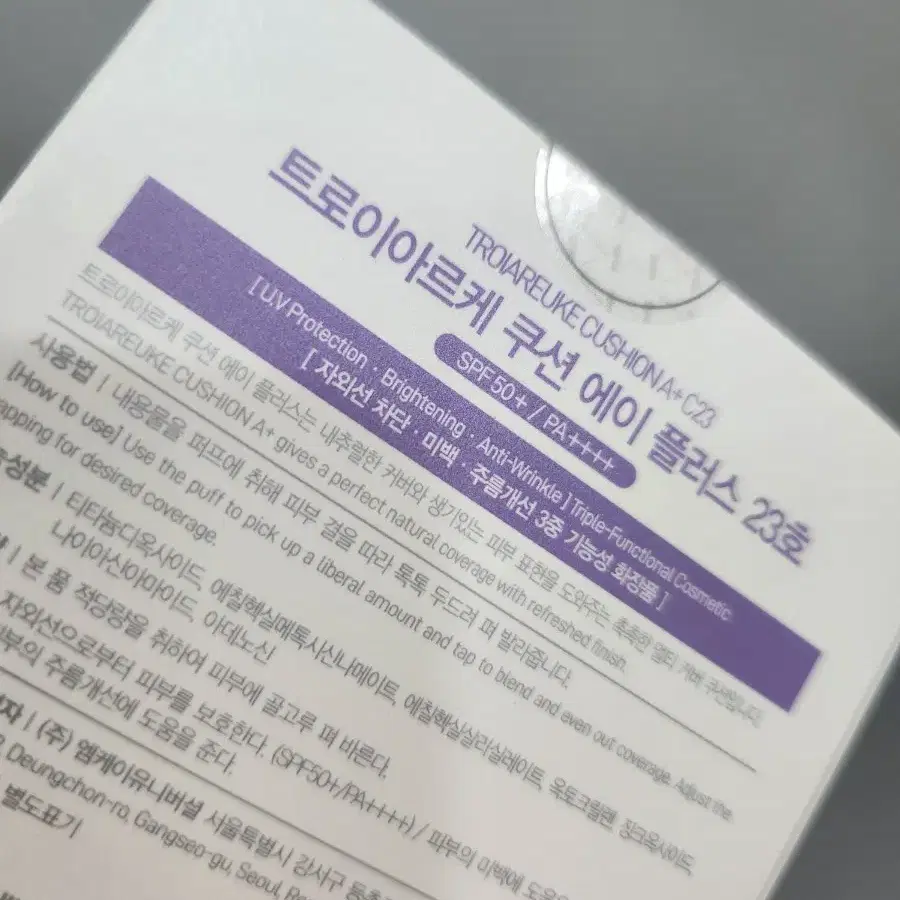 TROIAREUKE CUSHION A+ C23
트로이아르케 쿠션 에이 플러스 23호
SPF50+ / PA++++
[ U.V Protection · Brightening · Anti-Wrinkle ] Triple-Functional Cosmetic
[ 자외선 차단 · 미백 · 주름개선 3중 기능성 화장품 ]
트로이아르케 쿠션 에이 플러스는 내추럴한 커버와 생기있는 피부 표현을 도와주는 촉촉한 멀티 커버 쿠션입니다.
TROIAREUKE CUSHION A+ gives a perfect natural coverage with refreshed finish.
사용법 | 내용물을 퍼프에 취해 피부 결을 따라 톡톡 두드려 펴 발라줍니다.
[How to use] Use the puff to pick up a liberal amount and tap to blend and even out coverage. Adjust the
apping for desired coverage.
성분 | 티타늄디옥사이드, 에칠헥실메톡시신나메이트, 에칠헥실살리실레이트, 옥토크릴렌, 징크옥사이드,
나이아신아마이드, 아데노신
| 본 품 적당량을 취하여 피부에 골고루 펴 바른다.
자외선으로부터 피부를 보호한다. (SPF50+/PA++++) / 피부의 미백에 도움을
부의 주름개선에 도움을 준다.
자 | (주) 엠케이유니버셜 서울특별시 강서구
Deungchon-ro, Gangseo-gu, Seoul,
별도표기